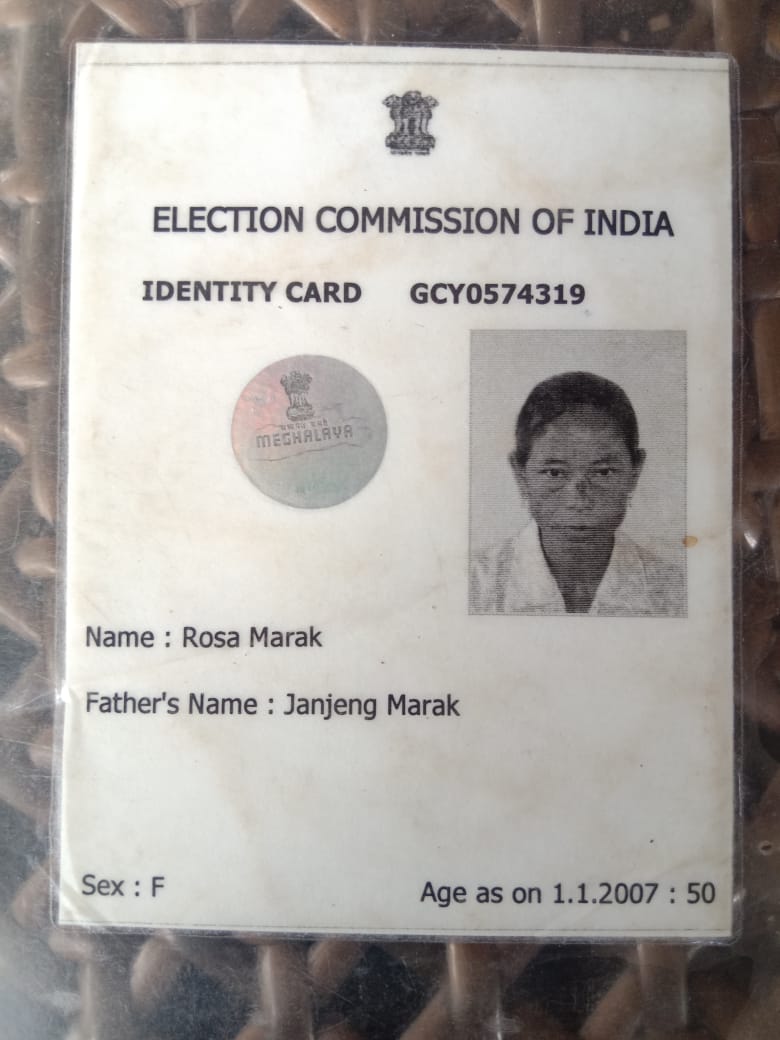 ELECTION COMMISSION OF INDIA
IDENTITY CARD GCY0574319
MEGHALAYA
Name : Rosa Marak
Father's Name : Janjeng Marak
Sex : F
Age as on 1.1.2007 : 50